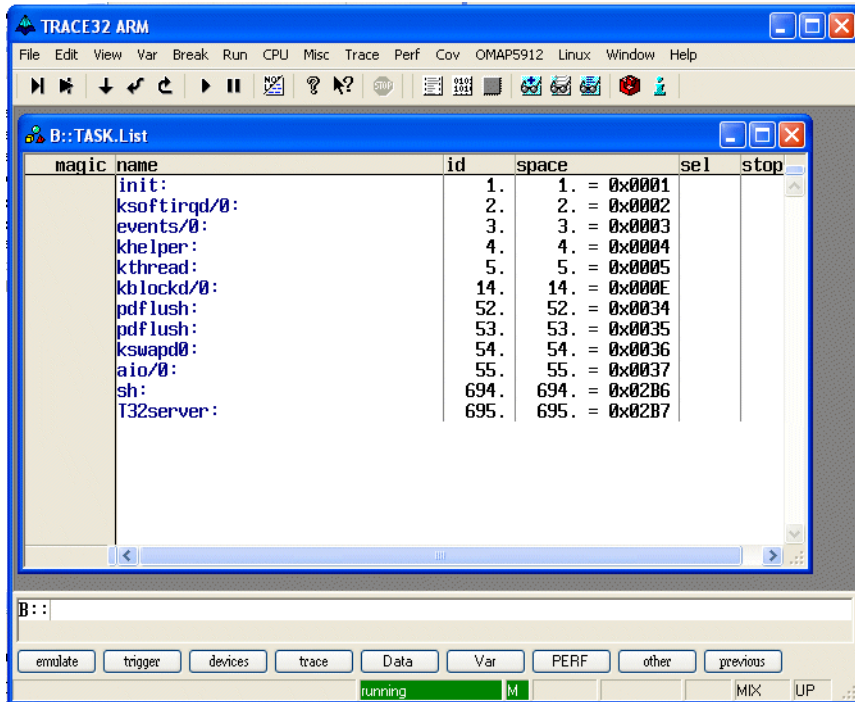 TRACE32 ARM
File Edit View Var Break Run CPU Misc Trace Perf Cov OMAP5912 Linux Window Help
B::TASK.List
magic name id space sel stop
init: 1. 1. = 0x0001
ksoftirqd/0: 2. 2. = 0x0002
events/0: 3. 3. = 0x0003
khelper: 4. 4. = 0x0004
kthread: 5. 5. = 0x0005
kblockd/0: 14. 14. = 0x000E
pdflush: 52. 52. = 0x0034
pdflush: 53. 53. = 0x0035
kswapd0: 54. 54. = 0x0036
aio/0: 55. 55. = 0x0037
sh: 694. 694. = 0x02B6
T32server: 695. 695. = 0x02B7
B::
emulate trigger devices trace Data Var PERF other previous
running M MIX UP